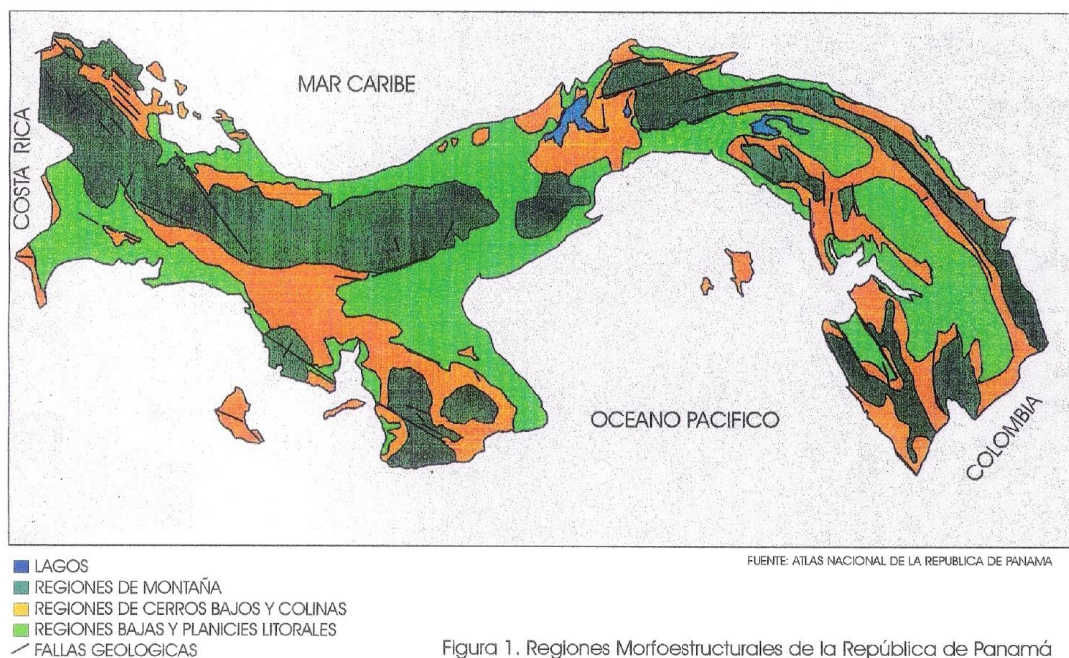 MAR CARIBE
COSTA RICA
OCEANO PACIFICO
COLOMBIA
FUENTE: ATLAS NACIONAL DE LA REPUBLICA DE PANAMA
LAGOS
REGIONES DE MONTAÑA
REGIONES DE CERROS BAJOS Y COLINAS
REGIONES BAJAS Y PLANICIES LITORALES
FALLAS GEOLOGICAS
Figura 1. Regiones Morfoestructurales de la República de Panamá